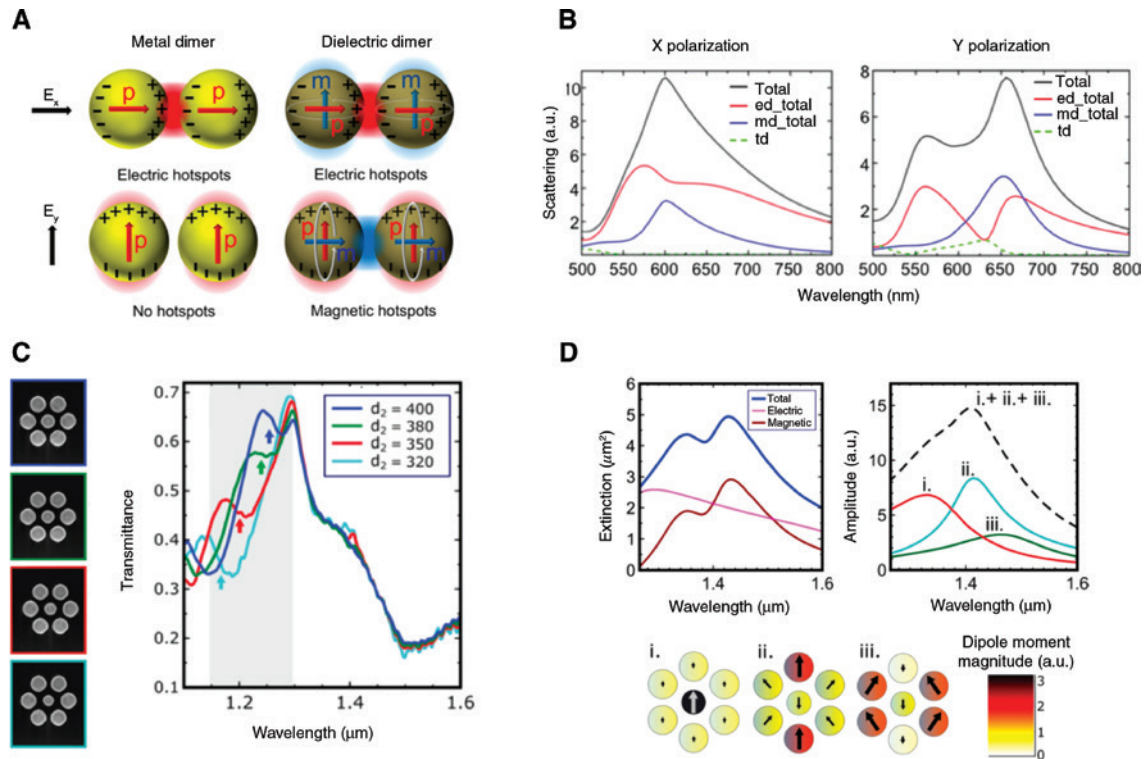 A
Metal dimer
Dielectric dimer
E_x
p
p
m
m
p
p
Electric hotspots
Electric hotspots
E_y
p
p
p
m
p
m
No hotspots
Magnetic hotspots
B
X polarization
Y polarization
Scattering (a.u.)
10
8
6
4
2
Total
ed_total
md_total
td
500 550 600 650 700 750 800
8
6
4
2
Total
ed_total
md_total
td
500 550 600 650 700 750 800
Wavelength (nm)
C
Transmittance
0.7
0.6
0.5
0.4
0.3
0.2
0.1
d₂ = 400
d₂ = 380
d₂ = 350
d₂ = 320
1.2 1.4 1.6
Wavelength (μm)
D
Extinction (μm²)
6
5
4
3
2
1
0
Total
Electric
Magnetic
1.4 1.6
Wavelength (μm)
Amplitude (a.u.)
15
10
5
0
i.+ ii.+ iii.
i.
ii.
iii.
1.4 1.6
Wavelength (μm)
i.
ii.
iii.
Dipole moment
magnitude (a.u.)
3
2
1
0